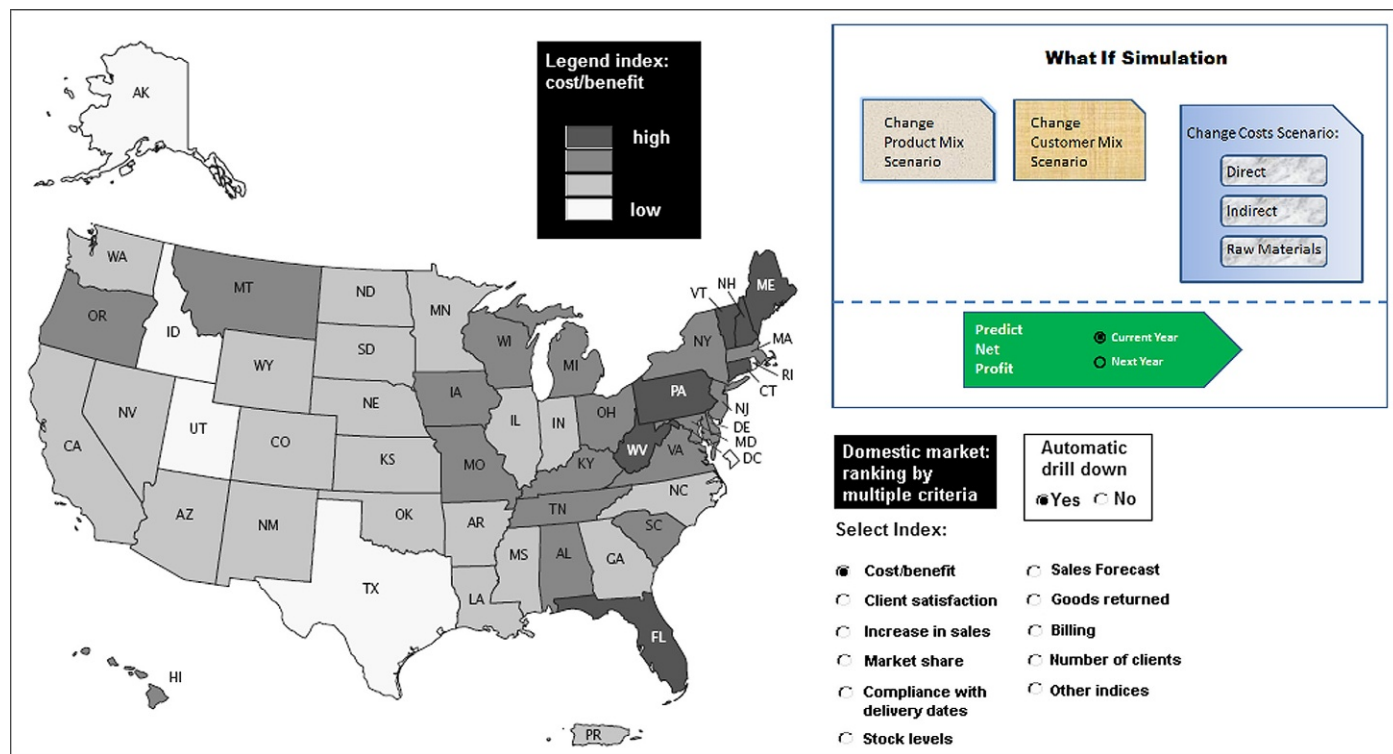 AK
WA
OR
ID
MT
ND
MN
SD
WY
NE
IA
WI
MI
NV
UT
CO
KS
MO
IL
IN
OH
KY
CA
AZ
NM
OK
AR
TN
TX
LA
MS
AL
GA
SC
NC
VA
WV
PA
NY
VT
NH
ME
MA
RI
CT
NJ
DE
MD
DC
FL
HI
PR
Legend index:
cost/benefit
high
low
What If Simulation
Change
Product Mix
Scenario
Change
Customer Mix
Scenario
Change Costs Scenario:
Direct
Indirect
Raw Materials
Predict
Net
Profit
Current Year
Next Year
Domestic market:
ranking by
multiple criteria
Automatic
drill down
Yes No
Select Index:
Cost/benefit
Client satisfaction
Increase in sales
Market share
Compliance with
delivery dates
Stock levels
Sales Forecast
Goods returned
Billing
Number of clients
Other indices